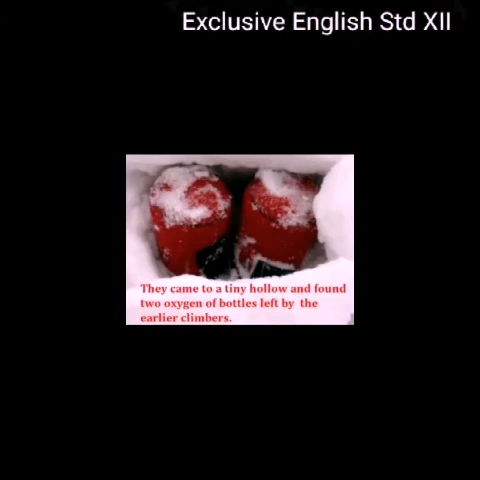 Exclusive English Std XII
They came to a tiny hollow and found
two oxygen of bottles left by the
earlier climbers.